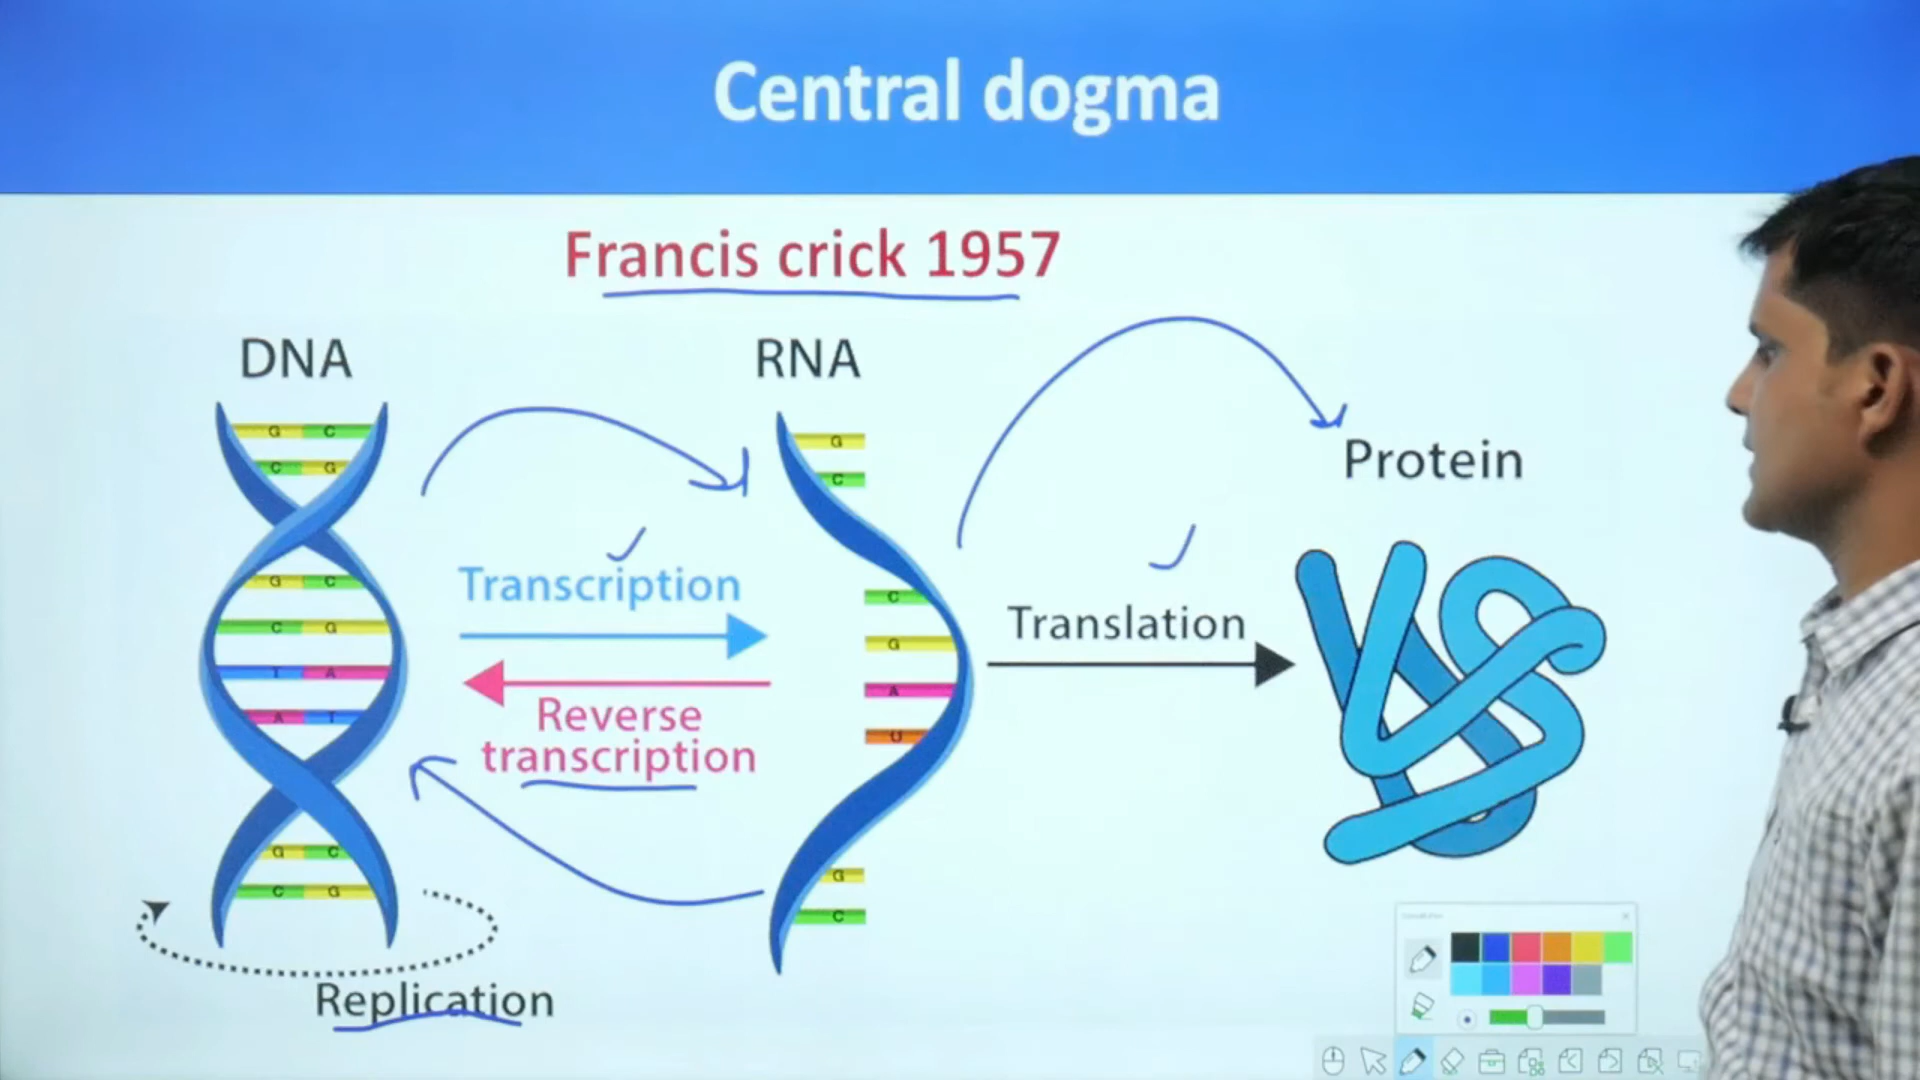 Central dogma
Francis crick 1957
DNA
RNA
Protein
G C
C G
G C
C G
T A
A T
G C
C G
G
C
C
G
A
U
G
C
Transcription
Reverse
transcription
Translation
Replication